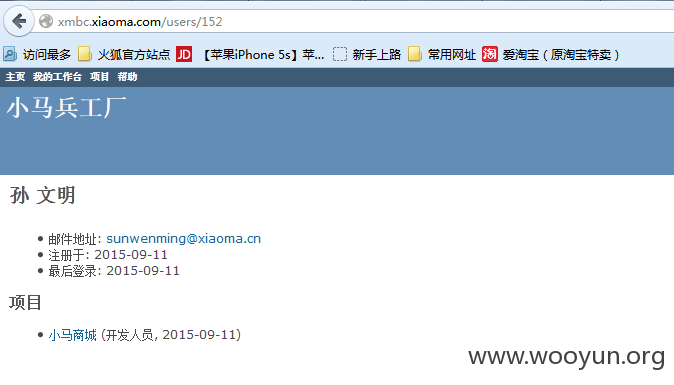 xmbc.xiaoma.com/users/152
访问最多 火狐官方站点 JD 【苹果iPhone 5s】苹... 新手上路 常用网址 淘 爱淘宝（原淘宝特卖）
主页 我的工作台 项目 帮助
小马兵工厂
孙 文明
• 邮件地址: sunwenming@xiaoma.cn
• 注册于: 2015-09-11
• 最后登录: 2015-09-11
项目
• 小马商城 (开发人员, 2015-09-11)
www.wooyun.org